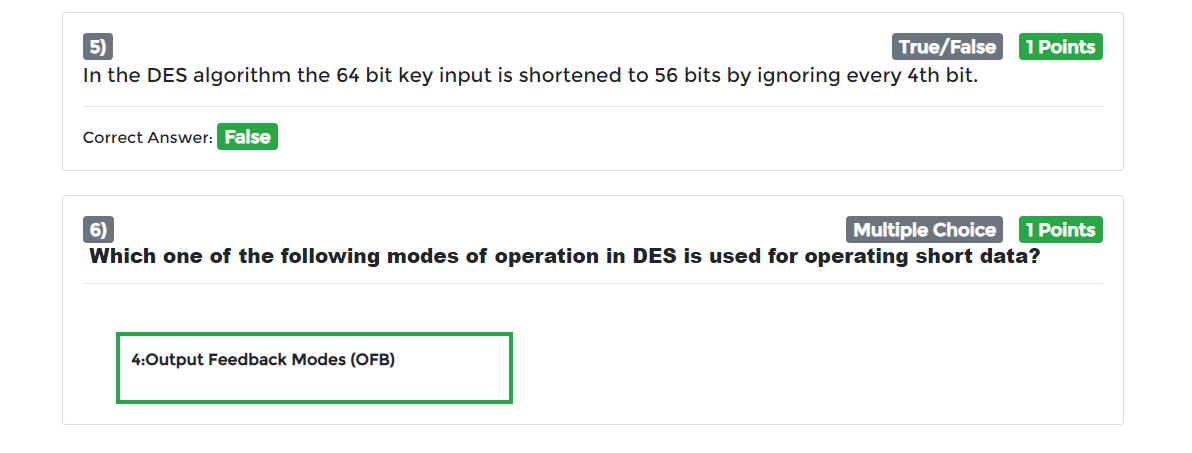 5) True/False 1 Points
In the DES algorithm the 64 bit key input is shortened to 56 bits by ignoring every 4th bit.
Correct Answer: False
6) Multiple Choice 1 Points
Which one of the following modes of operation in DES is used for operating short data?
4:Output Feedback Modes (OFB)